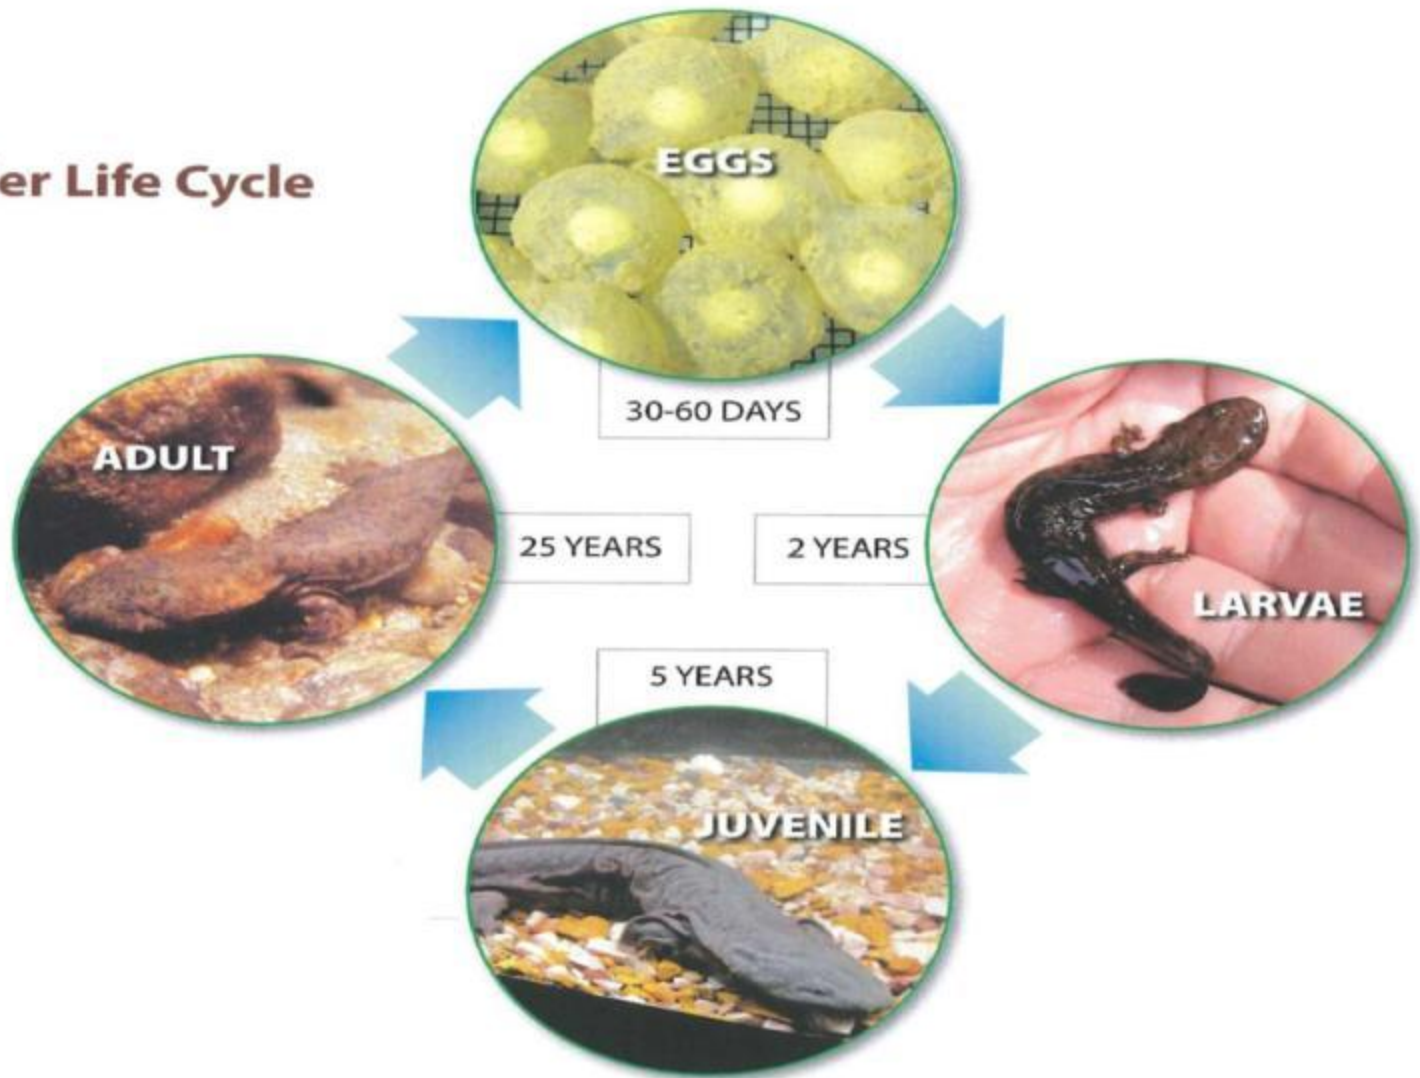 er Life Cycle
EGGS
30-60 DAYS
ADULT
25 YEARS
2 YEARS
LARVAE
5 YEARS
JUVENILE